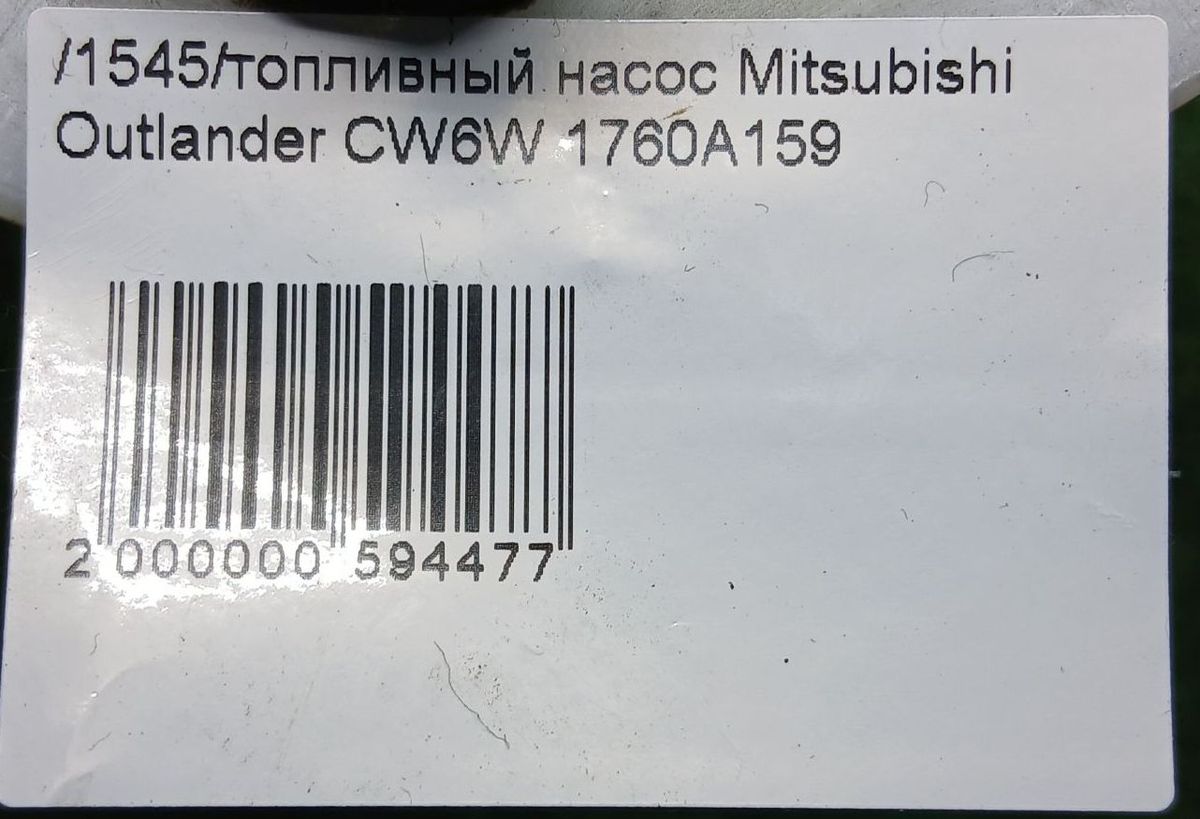 /1545/топливный насос Mitsubishi
Outlander CW6W 1760A159
2 000000 594477